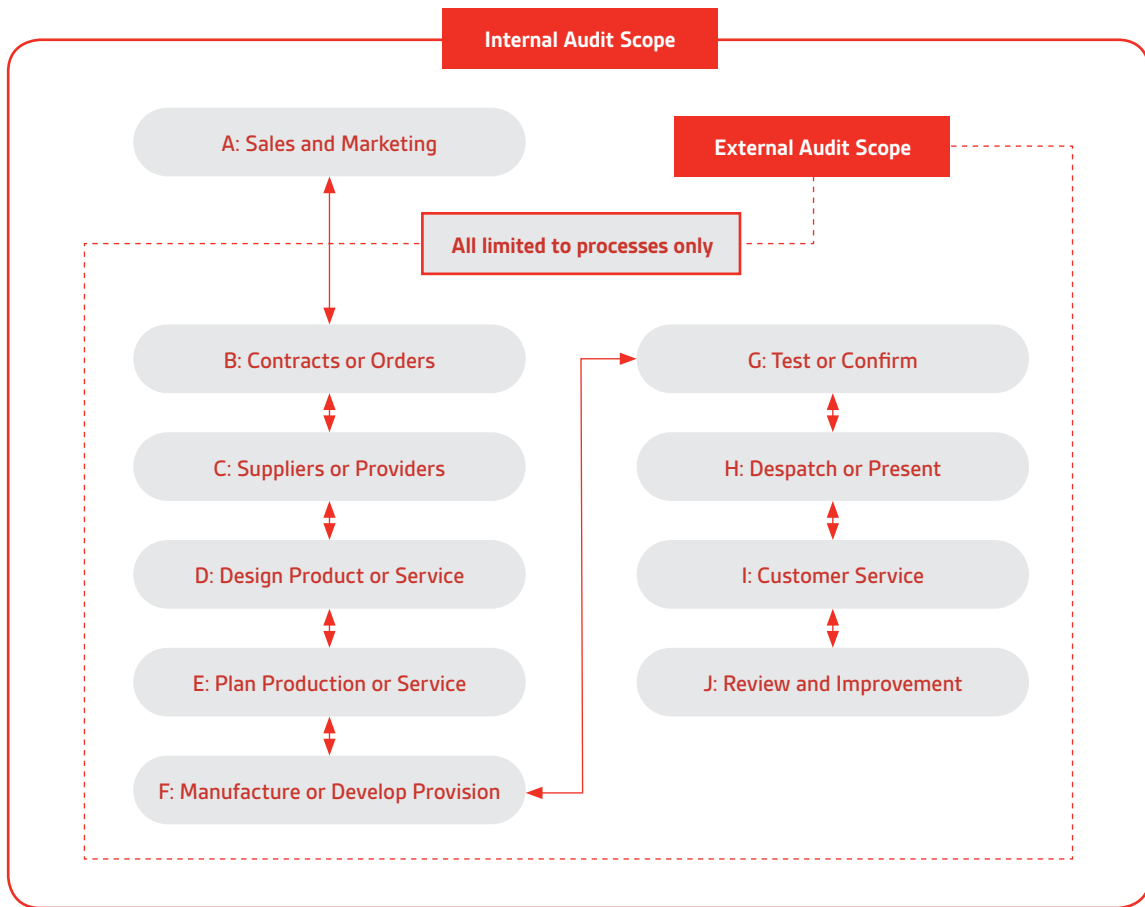 Internal Audit Scope
A: Sales and Marketing
External Audit Scope
All limited to processes only
B: Contracts or Orders
C: Suppliers or Providers
D: Design Product or Service
E: Plan Production or Service
F: Manufacture or Develop Provision
G: Test or Confirm
H: Despatch or Present
I: Customer Service
J: Review and Improvement